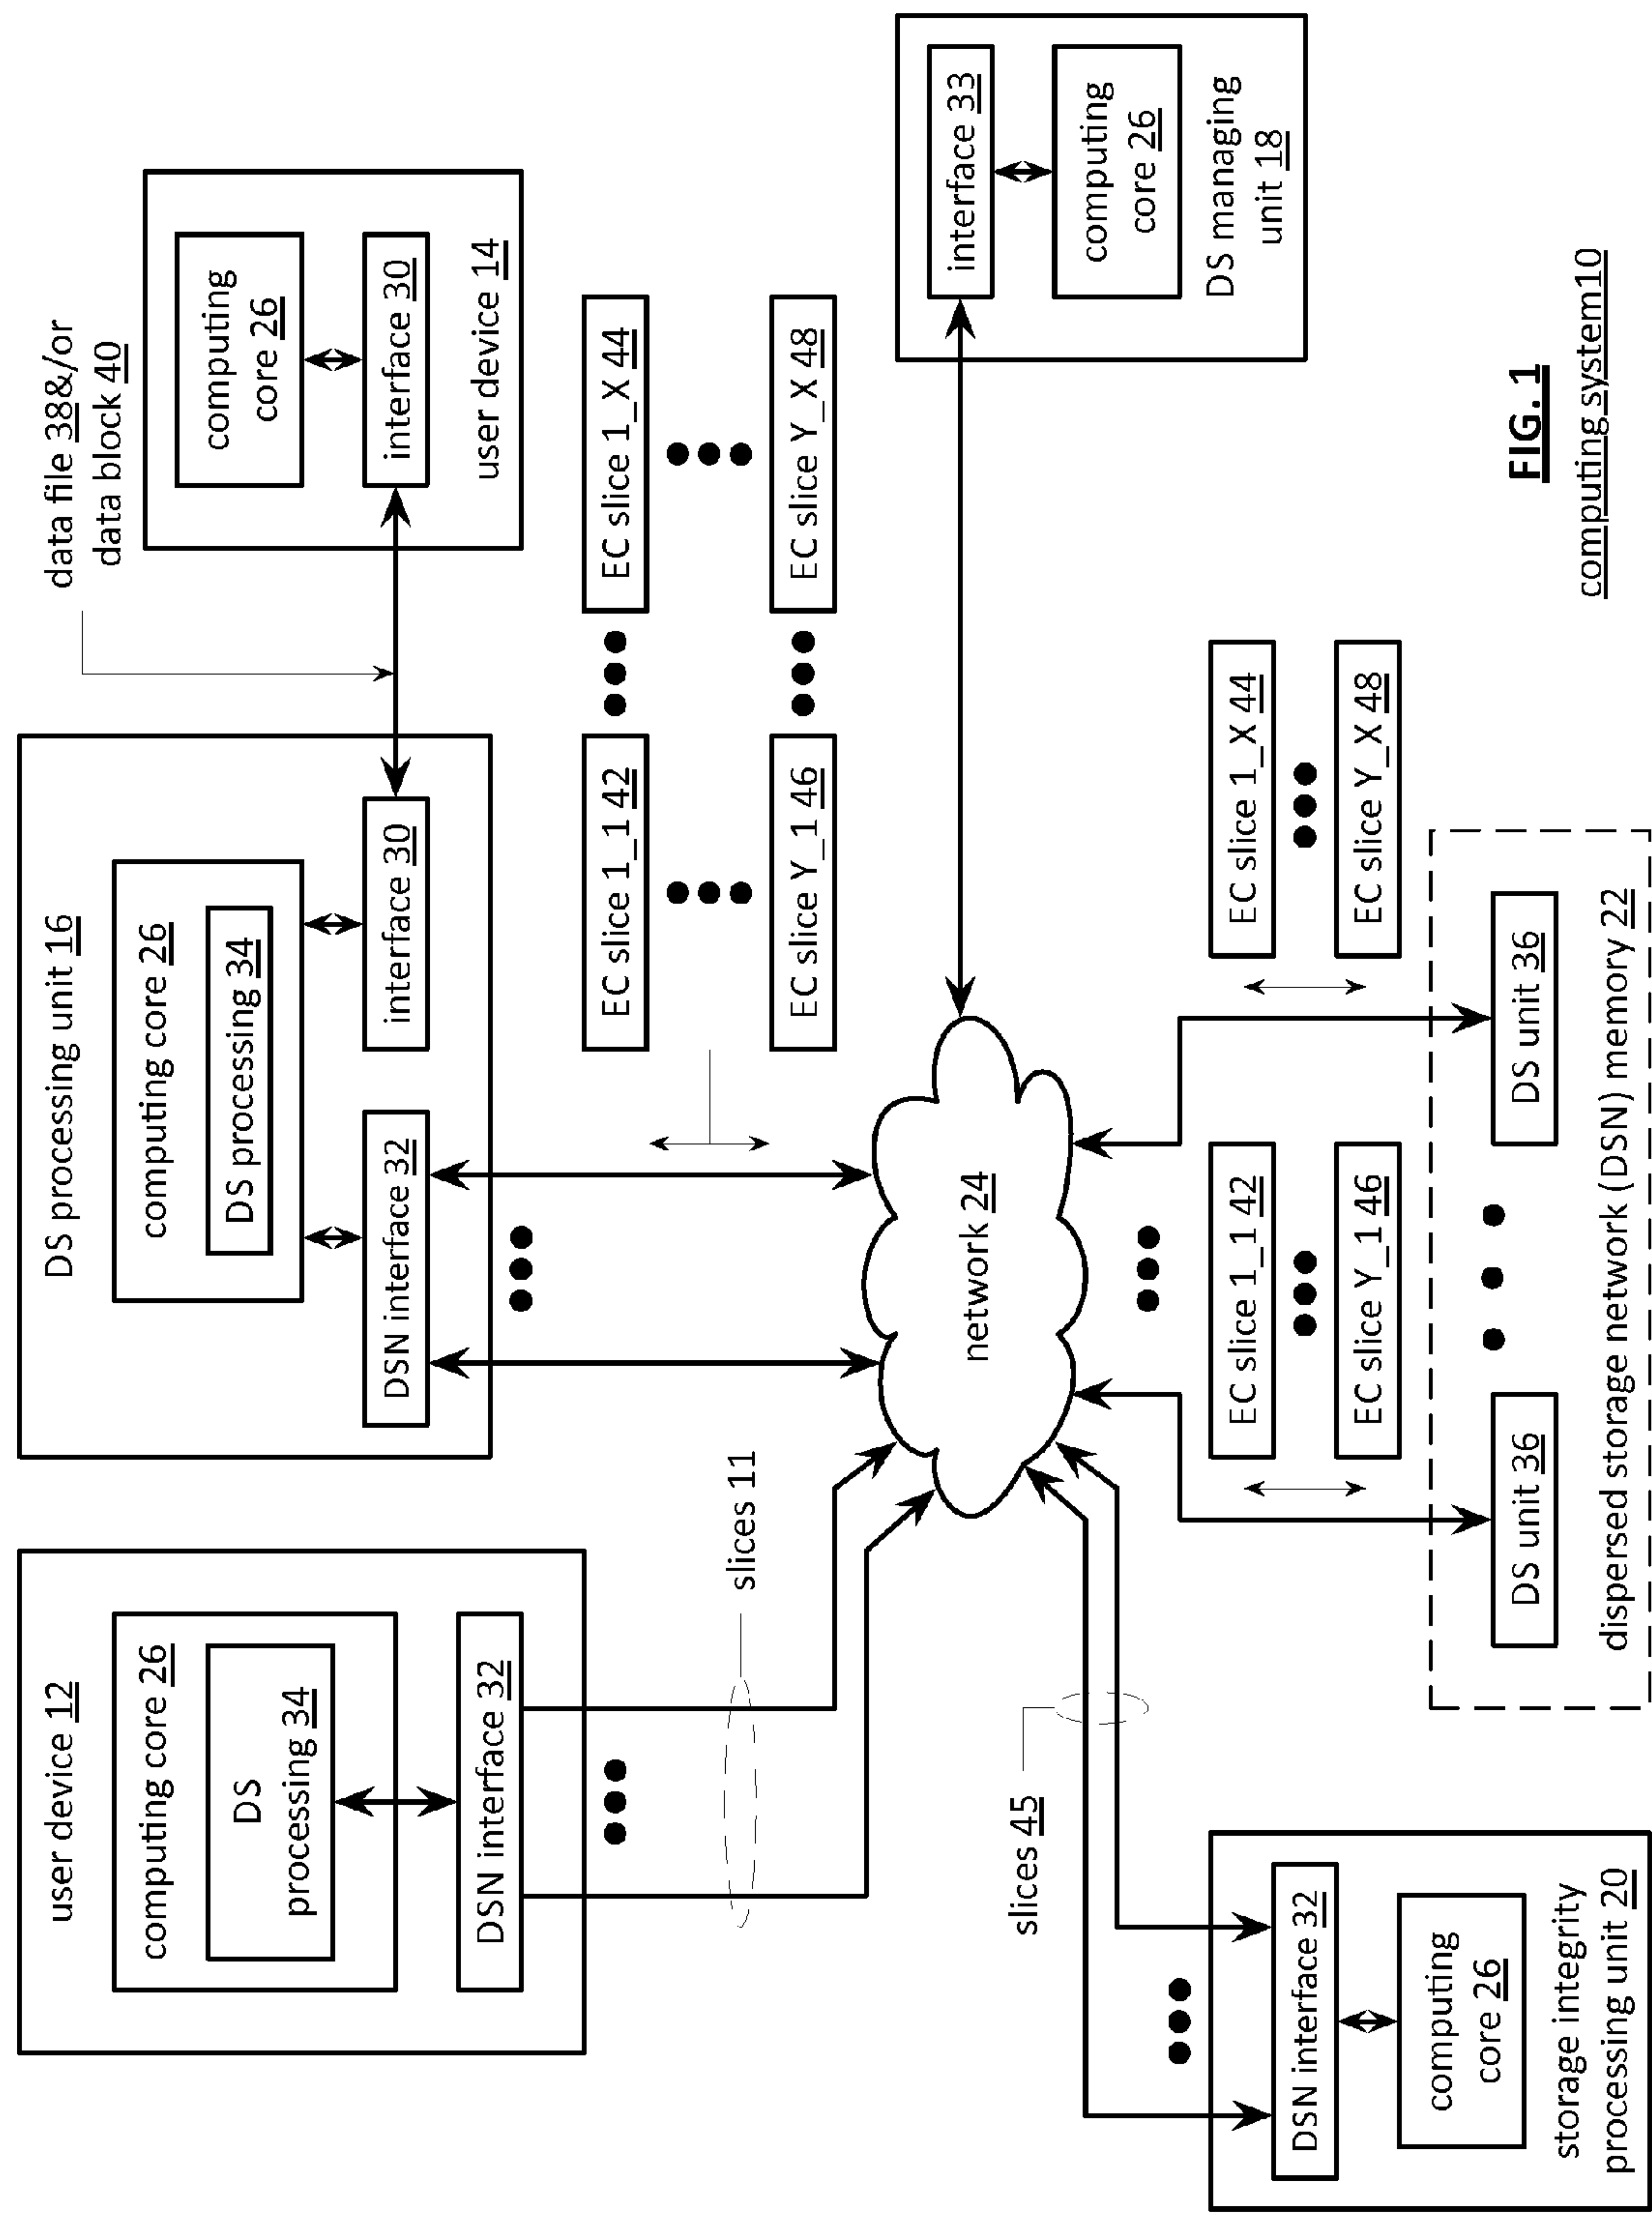 user device 12
computing core 26
DS
processing 34
DSN interface 32
slices 11
DS processing unit 16
computing core 26
DS processing 34
DSN interface 32
interface 30
data file 38&/or
data block 40
computing
core 26
interface 30
user device 14
EC slice 1_1 42
EC slice 1_X 44
EC slice Y_1 46
EC slice Y_X 48
network 24
interface 33
computing
core 26
DS managing
unit 18
slices 45
DSN interface 32
computing
core 26
storage integrity
processing unit 20
EC slice 1_1 42
EC slice Y_1 46
EC slice 1_X 44
EC slice Y_X 48
DS unit 36
DS unit 36
dispersed storage network (DSN) memory 22
FIG. 1
computing system10